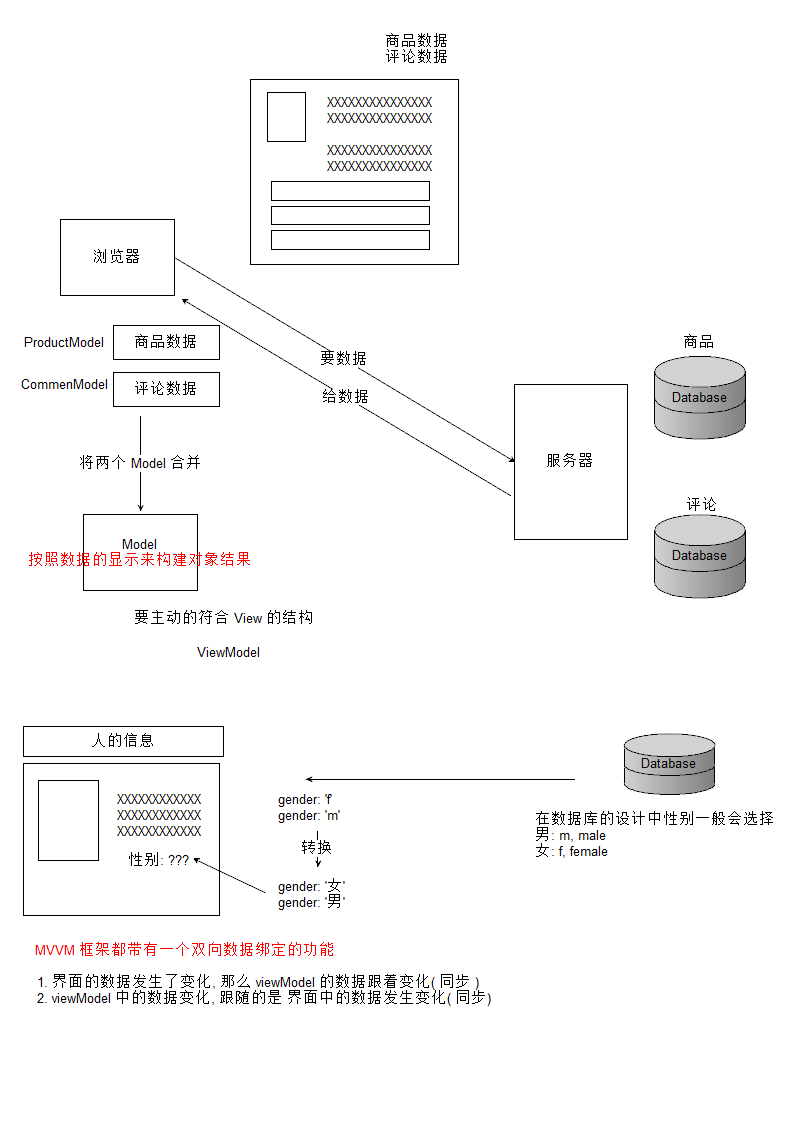 商品数据
评论数据
XXXXXXXXXXXXXXX
XXXXXXXXXXXXXXX
XXXXXXXXXXXXXXX
XXXXXXXXXXXXXXX
浏览器
ProductModel
商品数据
要数据
商品
Database
CommenModel
评论数据
给数据
将两个 Model 合并
服务器
评论
Database
Model
按照数据的显示来构建对象结果
要主动的符合 View 的结构
ViewModel
人的信息
Database
XXXXXXXXXXXX
XXXXXXXXXXXX
XXXXXXXXXXXX
性别: ???
gender: 'f'
gender: 'm'
转换
gender: '女'
gender: '男'
在数据库的设计中性别一般会选择
男: m, male
女: f, female
MVVM 框架都带有一个双向数据绑定的功能
1. 界面的数据发生了变化, 那么 viewModel 的数据跟着变化( 同步 )
2. viewModel 中的数据变化, 跟随的是 界面中的数据发生变化( 同步)